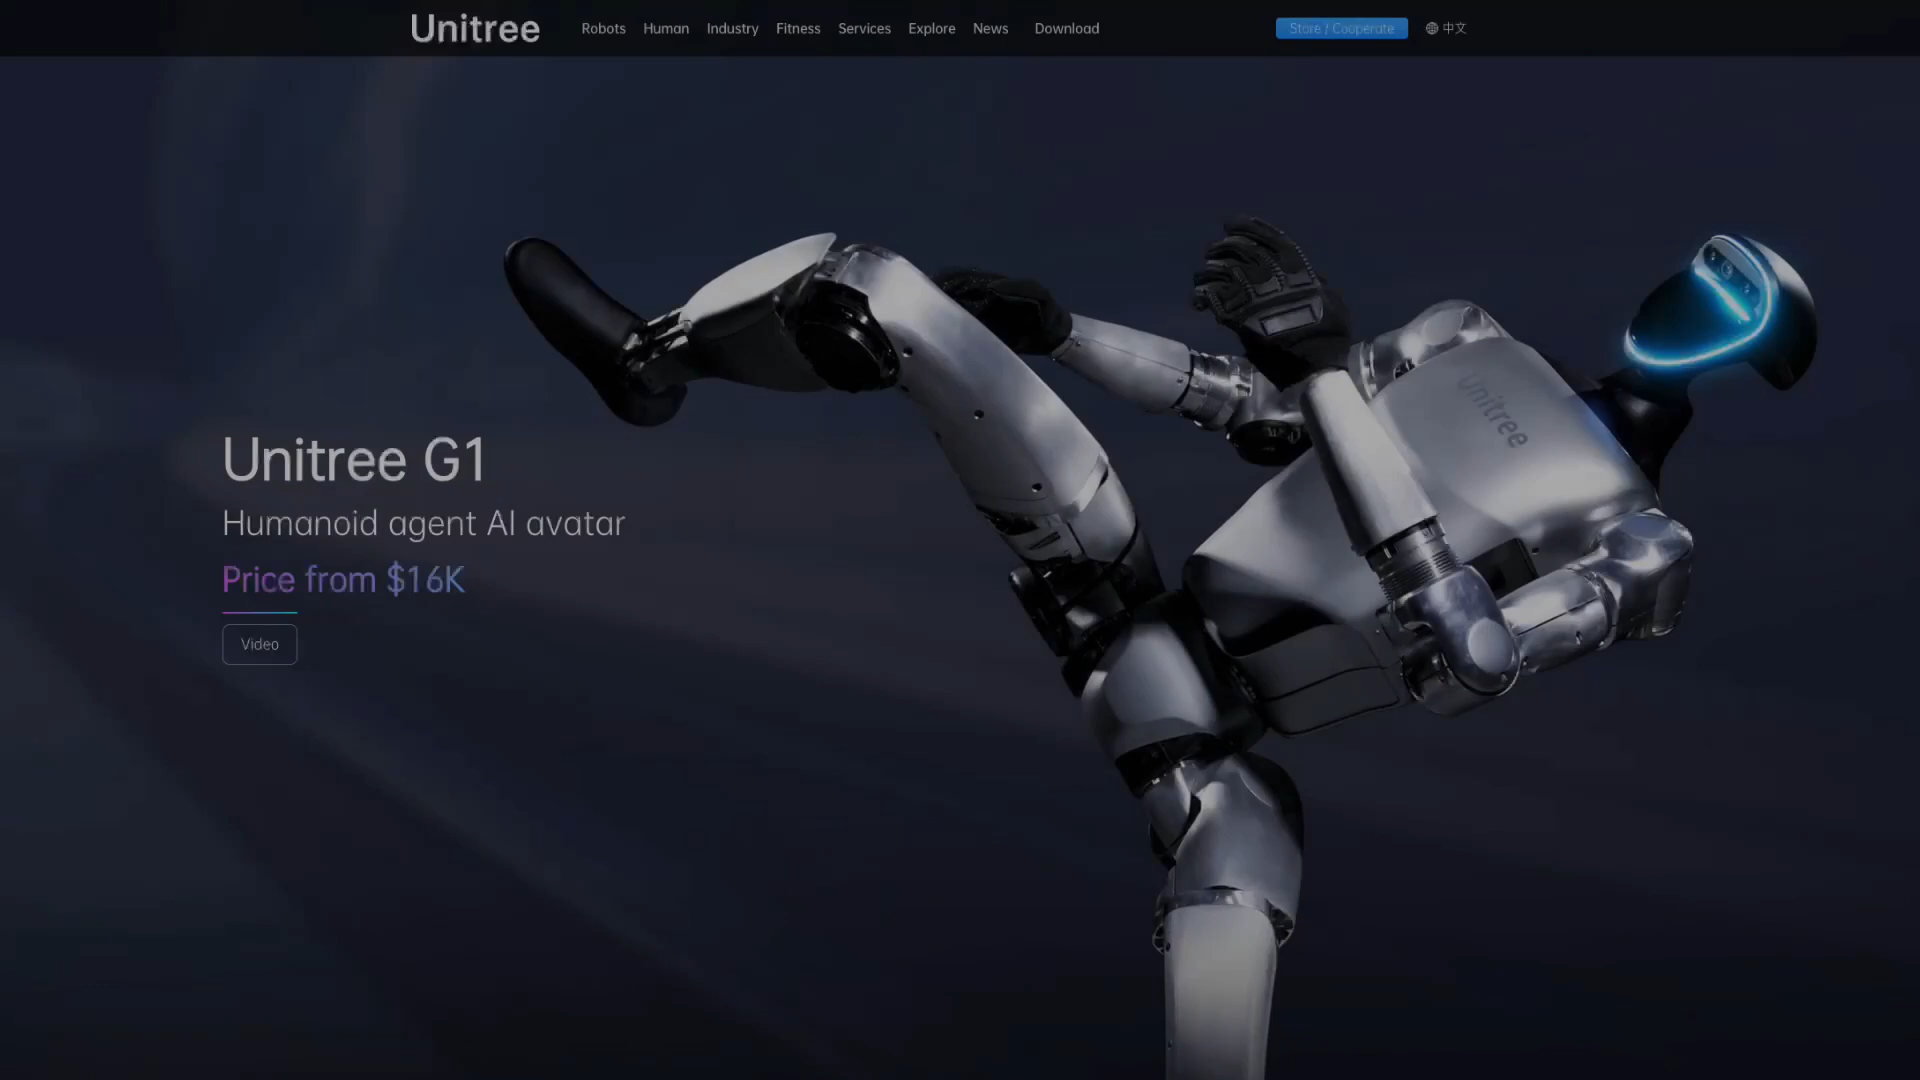 Unitree
Robots Human Industry Fitness Services Explore News Download
Store / Cooperate
中文
Unitree
Unitree G1
Humanoid agent AI avatar
Price from $16K
Video